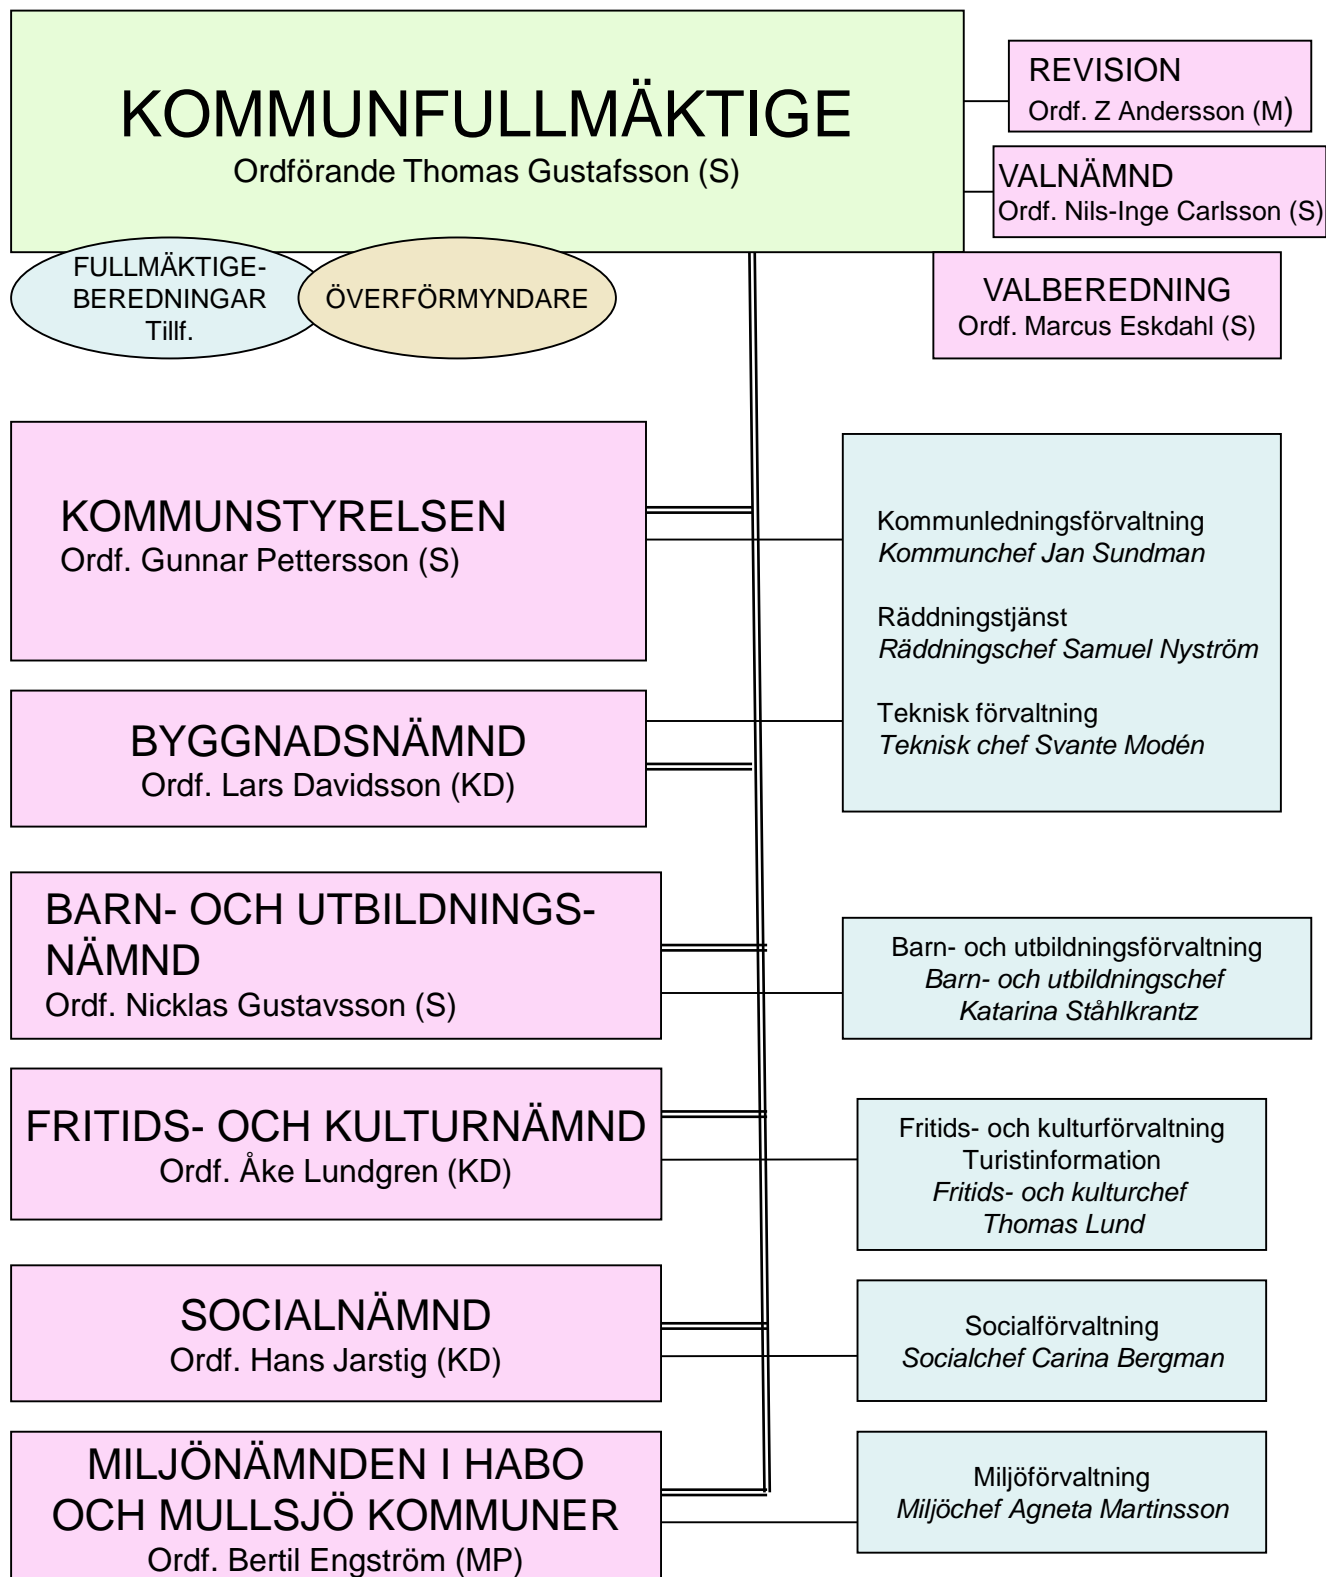 KOMMUNFULLMÄKTIGE
Ordförande Thomas Gustafsson (S)
REVISION
Ordf. Z Andersson (M)
VALNÄMND
Ordf. Nils-Inge Carlsson (S)
VALBEREDNING
Ordf. Marcus Eskdahl (S)
FULLMÄKTIGE-
BEREDNINGAR
Tillf.
ÖVERFÖRMYNDARE
KOMMUNSTYRELSEN
Ordf. Gunnar Pettersson (S)
Kommunledningsförvaltning
Kommunchef Jan Sundman
Räddningstjänst
Räddningschef Samuel Nyström
Teknisk förvaltning
Teknisk chef Svante Modén
BYGGNADSNÄMND
Ordf. Lars Davidsson (KD)
BARN- OCH UTBILDNINGS-
NÄMND
Ordf. Nicklas Gustavsson (S)
Barn- och utbildningsförvaltning
Barn- och utbildningschef
Katarina Ståhlkrantz
FRITIDS- OCH KULTURNÄMND
Ordf. Åke Lundgren (KD)
Fritids- och kulturförvaltning
Turistinformation
Fritids- och kulturchef
Thomas Lund
SOCIALNÄMND
Ordf. Hans Jarstig (KD)
Socialförvaltning
Socialchef Carina Bergman
MILJÖNÄMNDEN I HABO
OCH MULLSJÖ KOMMUNER
Ordf. Bertil Engström (MP)
Miljöförvaltning
Miljöchef Agneta Martinsson